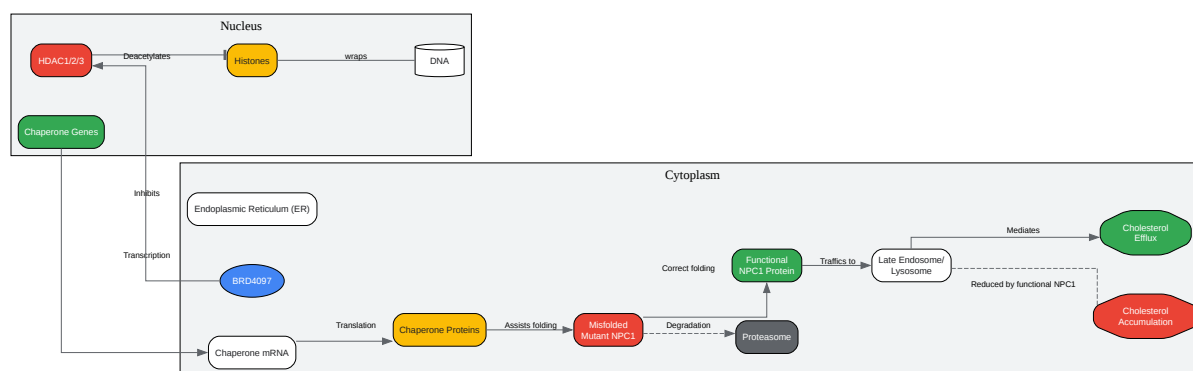 Nucleus
HDAC1/2/3
Deacetylates
Histones
wraps
DNA
Chaperone Genes
Cytoplasm
Inhibits
Endoplasmic Reticulum (ER)
Transcription
BRD4097
Cholesterol
Efflux
Mediates
Functional
NPC1 Protein
Correct folding
Traffics to
Late Endosome/
Lysosome
Reduced by functional NPC1
Cholesterol
Accumulation
Translation
Chaperone Proteins
Assists folding
Misfolded
Mutant NPC1
Degradation
Proteasome
Chaperone mRNA